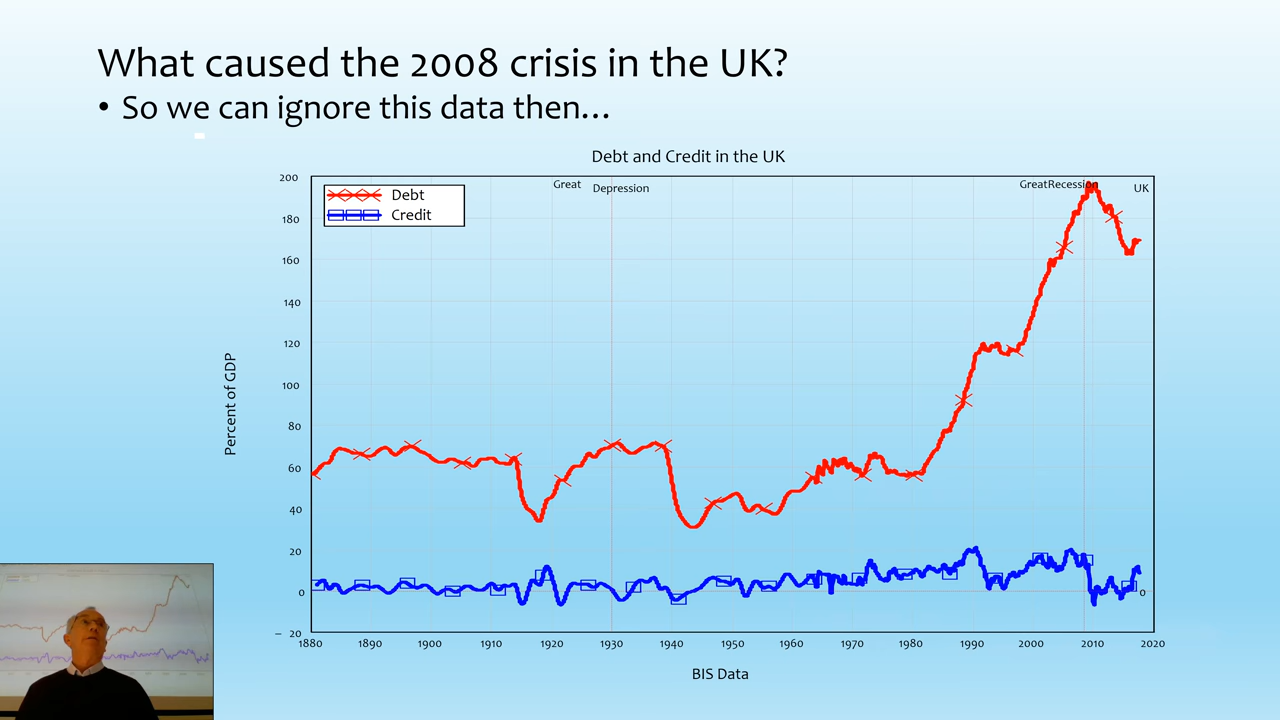 What caused the 2008 crisis in the UK?
• So we can ignore this data then…
Debt and Credit in the UK
Great Depression
GreatRecession
UK
Debt
Credit
200
180
160
140
120
100
80
60
40
20
0
– 20
0
Percent of GDP
1880 1890 1900 1910 1920 1930 1940 1950 1960 1970 1980 1990 2000 2010 2020
BIS Data